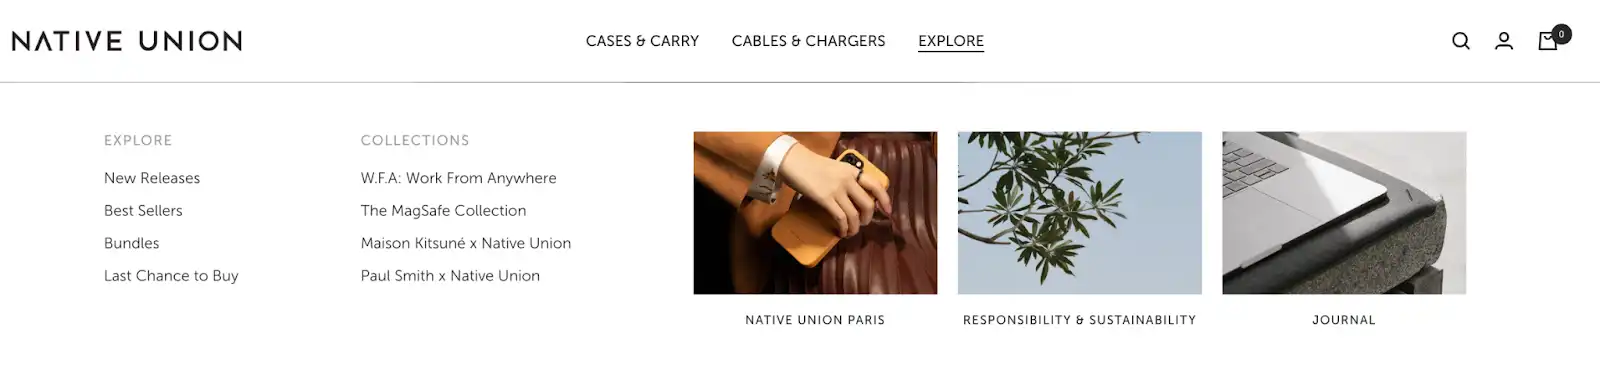 NATIVE UNION
CASES & CARRY
CABLES & CHARGERS
EXPLORE
0
EXPLORE
New Releases
Best Sellers
Bundles
Last Chance to Buy
COLLECTIONS
W.F.A: Work From Anywhere
The MagSafe Collection
Maison Kitsuné x Native Union
Paul Smith x Native Union
NATIVE UNION PARIS
RESPONSIBILITY & SUSTAINABILITY
JOURNAL